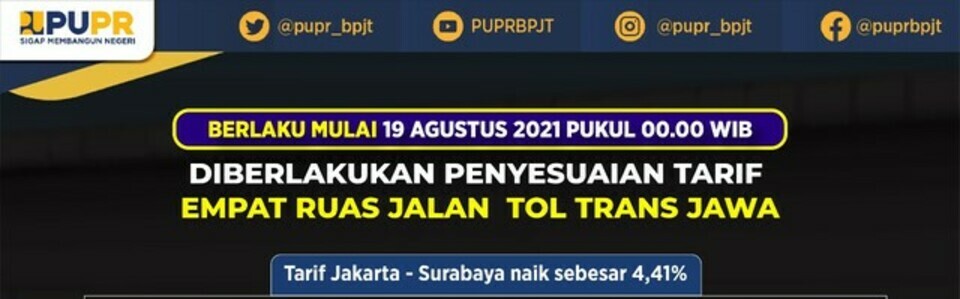 PUPR
SIGAP MEMBANGUN NEGERI
@pupr_bpjt
PUPRBPJT
@pupr_bpjt
@puprbpjt
BERLAKU MULAI 19 AGUSTUS 2021 PUKUL 00.00 WIB
DIBERLAKUKAN PENYESUAIAN TARIF
EMPAT RUAS JALAN TOL TRANS JAWA
Tarif Jakarta - Surabaya naik sebesar 4,41%